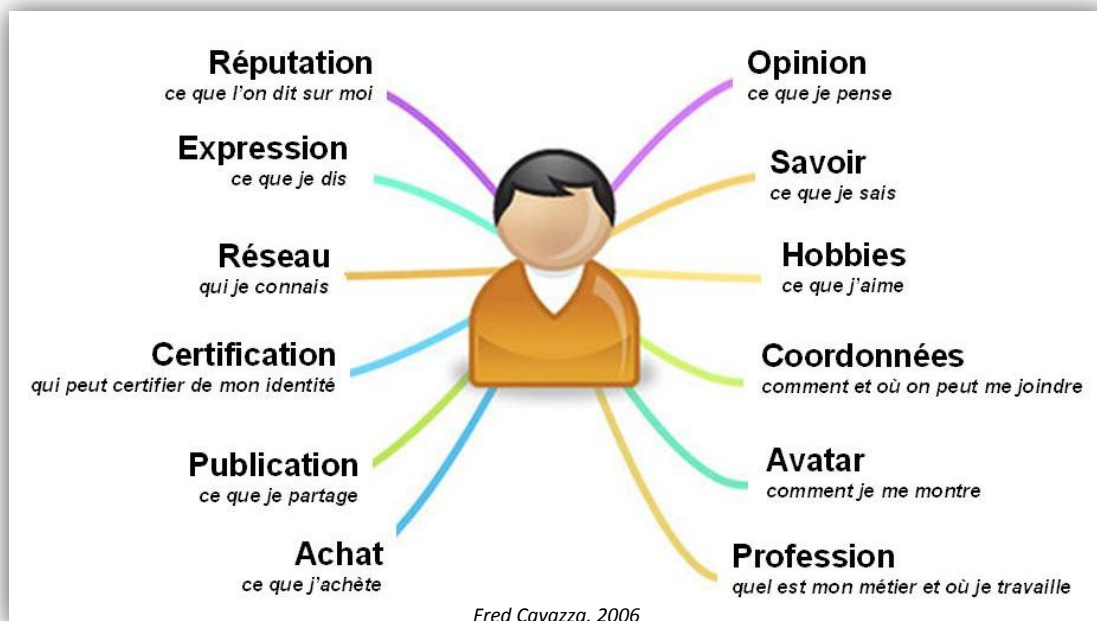 Réputation
ce que l'on dit sur moi
Expression
ce que je dis
Réseau
qui je connais
Certification
qui peut certifier de mon identité
Publication
ce que je partage
Achat
ce que j'achète
Opinion
ce que je pense
Savoir
ce que je sais
Hobbies
ce que j'aime
Coordonnées
comment et où on peut me joindre
Avatar
comment je me montre
Profession
quel est mon métier et où je travaille
Fred Cavazza, 2006